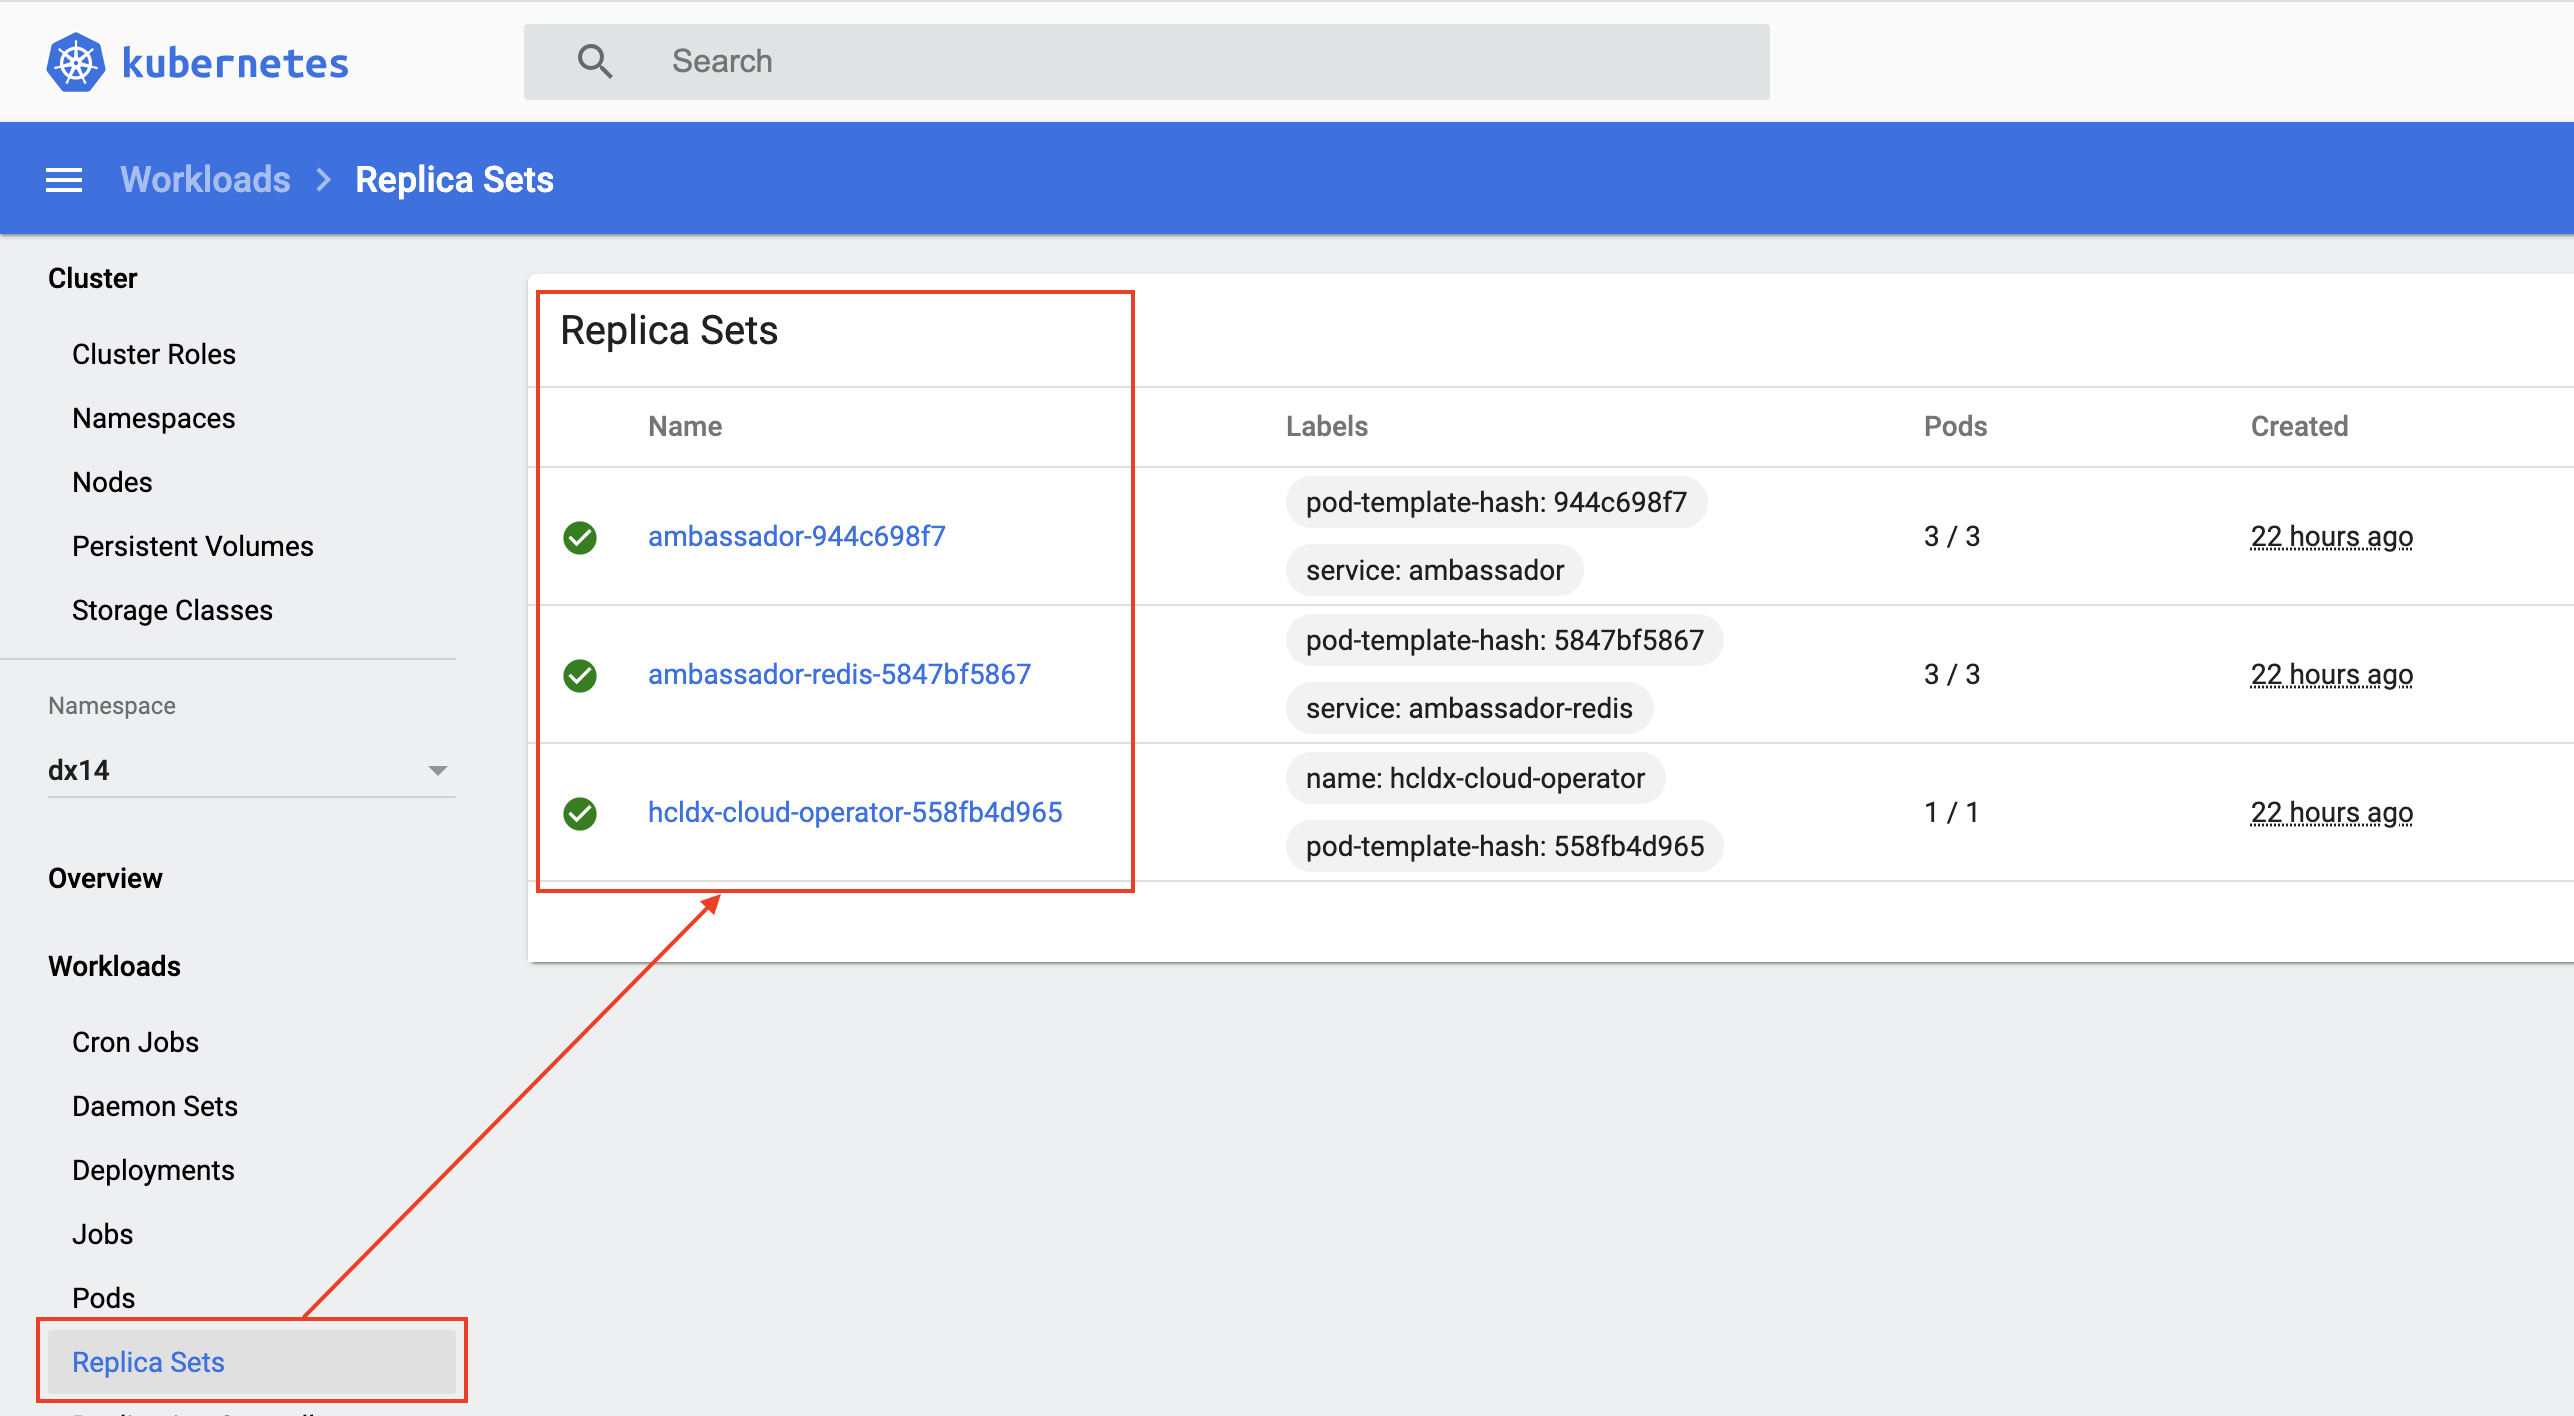 kubernetes
Search
Workloads > Replica Sets
Cluster
Cluster Roles
Namespaces
Nodes
Persistent Volumes
Storage Classes
Namespace
dx14
Overview
Workloads
Cron Jobs
Daemon Sets
Deployments
Jobs
Pods
Replica Sets
Replica Sets
Name Labels Pods Created
ambassador-944c698f7
pod-template-hash: 944c698f7
service: ambassador
3 / 3
22 hours ago
ambassador-redis-5847bf5867
pod-template-hash: 5847bf5867
service: ambassador-redis
3 / 3
22 hours ago
hcldx-cloud-operator-558fb4d965
name: hcldx-cloud-operator
pod-template-hash: 558fb4d965
1 / 1
22 hours ago